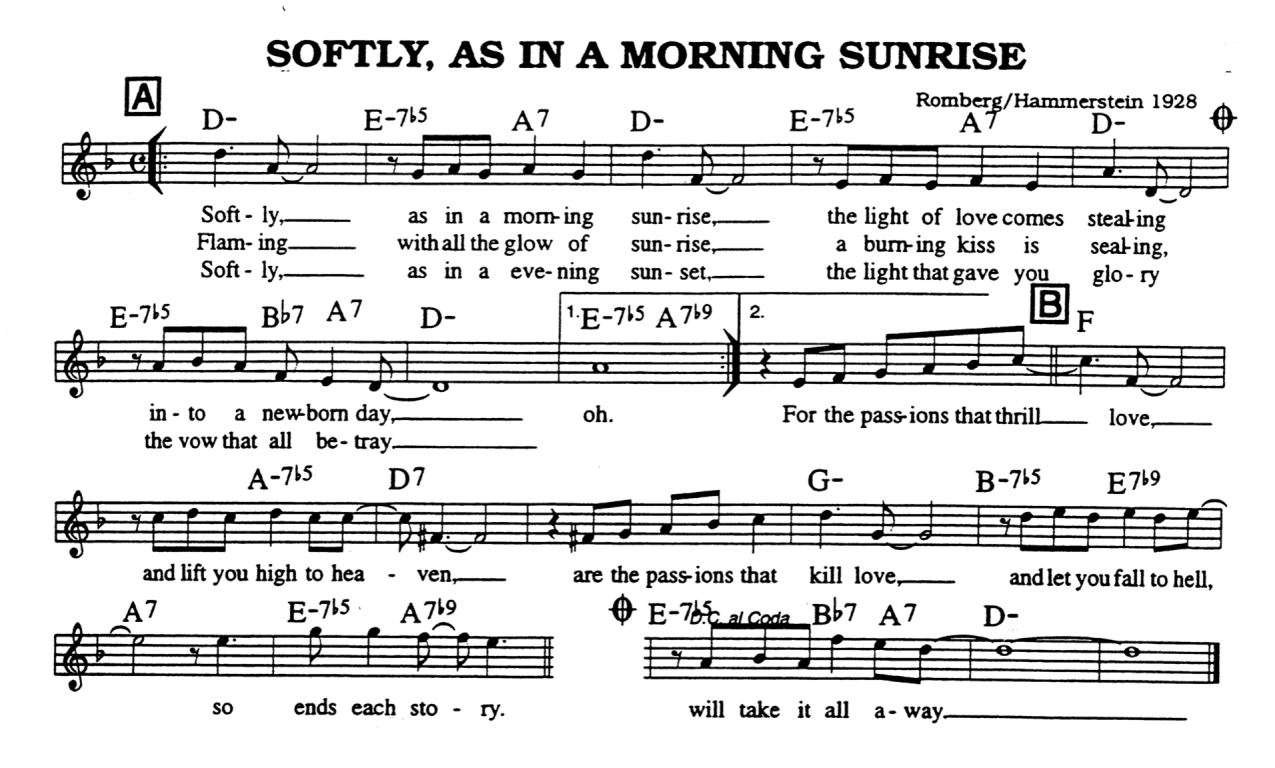 SOFTLY, AS IN A MORNING SUNRISE
A
Romberg/Hammerstein 1928
D- E-7♭5 A7 D- E-7♭5 A7 D-
Soft - ly, as in a morn-ing sun-rise, the light of love comes steal-ing
Flam-ing with all the glow of sun-rise, a burn-ing kiss is seal-ing,
Soft - ly, as in a eve-ning sun-set, the light that gave you glo-ry
E-7♭5 B♭7 A7 D- 1. E-7♭5 A7♭9 2. B F
in-to a new-born day, oh. For the pass-ions that thrill love,
the vow that all be-tray
A-7♭5 D7 G- B-7♭5 E7♭9
and lift you high to hea - ven, are the pass-ions that kill love, and let you fall to hell,
A7 E-7♭5 A7♭9 E-7♭5 D.C. al Coda B♭7 A7 D-
so ends each sto - ry. will take it all a-way